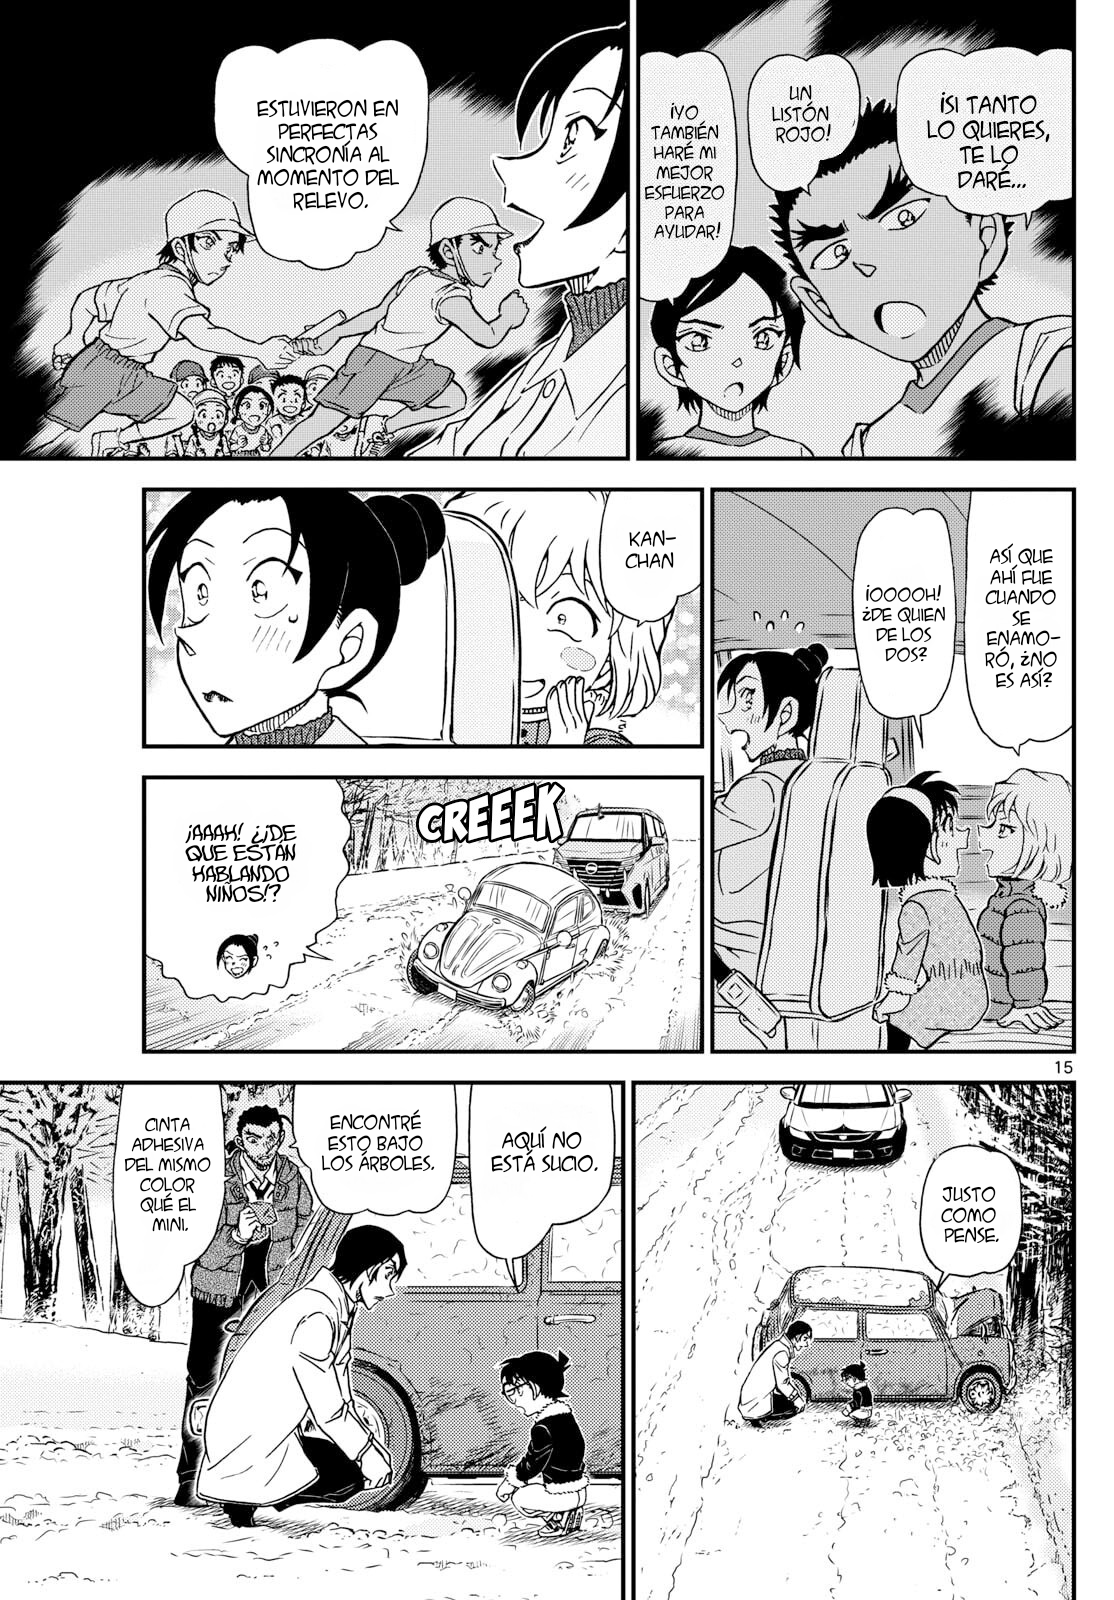 ¡SI TANTO
LO QUIERES,
TE LO
DARÉ...
UN
LISTÓN
ROJO!
¡YO
TAMBIÉN
HARÉ MI
MEJOR
ESFUERZO
PARA
AYUDAR!
ESTUVIERON EN
PERFECTAS
SINCRONÍA AL
MOMENTO DEL
RELEVO.
ASÍ QUE
AHÍ FUE
CUANDO
SE
ENAMO-
RÓ, ¿NO
ES ASÍ?
¡OOOOH!
¿DE QUIEN
DE LOS
DOS?
KAN-
CHAN
CREEEK
¡AAAH! ¿¡DE
QUE ESTÁN
HABLANDO
NIÑOS!?
15
JUSTO
COMO
PENSE.
AQUÍ NO
ESTÁ SUCIO.
ENCONTRÉ
ESTO BAJO
LOS ÁRBOLES.
CINTA
ADHESIVA
DEL MISMO
COLOR
QUÉ EL
MINI.